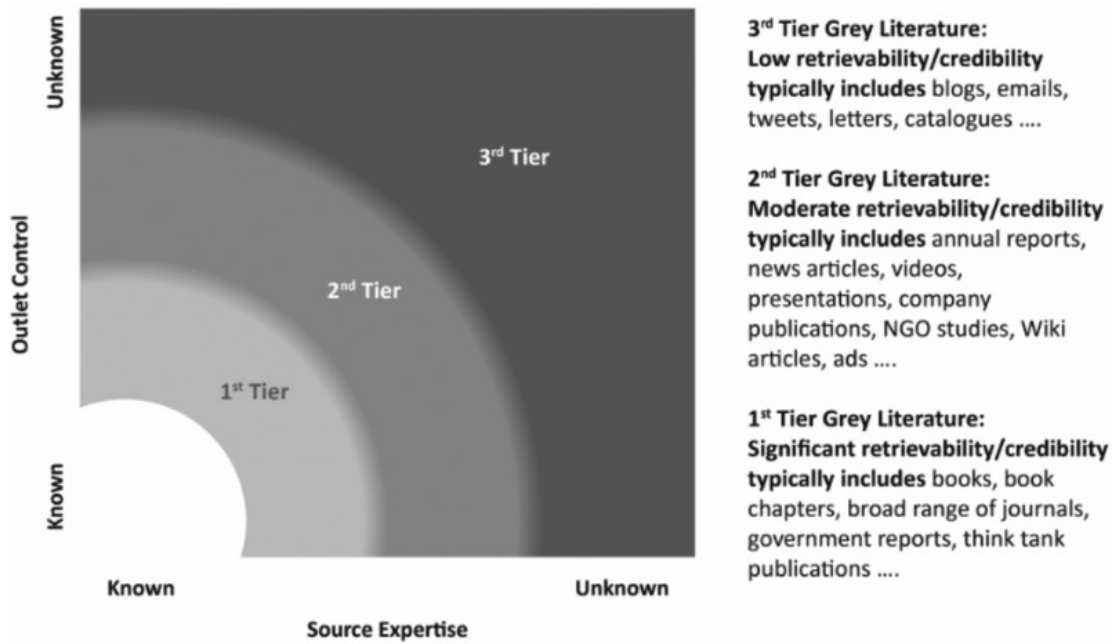 Unknown
Outlet Control
Known
3rd Tier
2nd Tier
1st Tier
Known
Unknown
Source Expertise
3rd Tier Grey Literature:
Low retrievability/credibility
typically includes blogs, emails,
tweets, letters, catalogues ....
2nd Tier Grey Literature:
Moderate retrievability/credibility
typically includes annual reports,
news articles, videos,
presentations, company
publications, NGO studies, Wiki
articles, ads ....
1st Tier Grey Literature:
Significant retrievability/credibility
typically includes books, book
chapters, broad range of journals,
government reports, think tank
publications ....